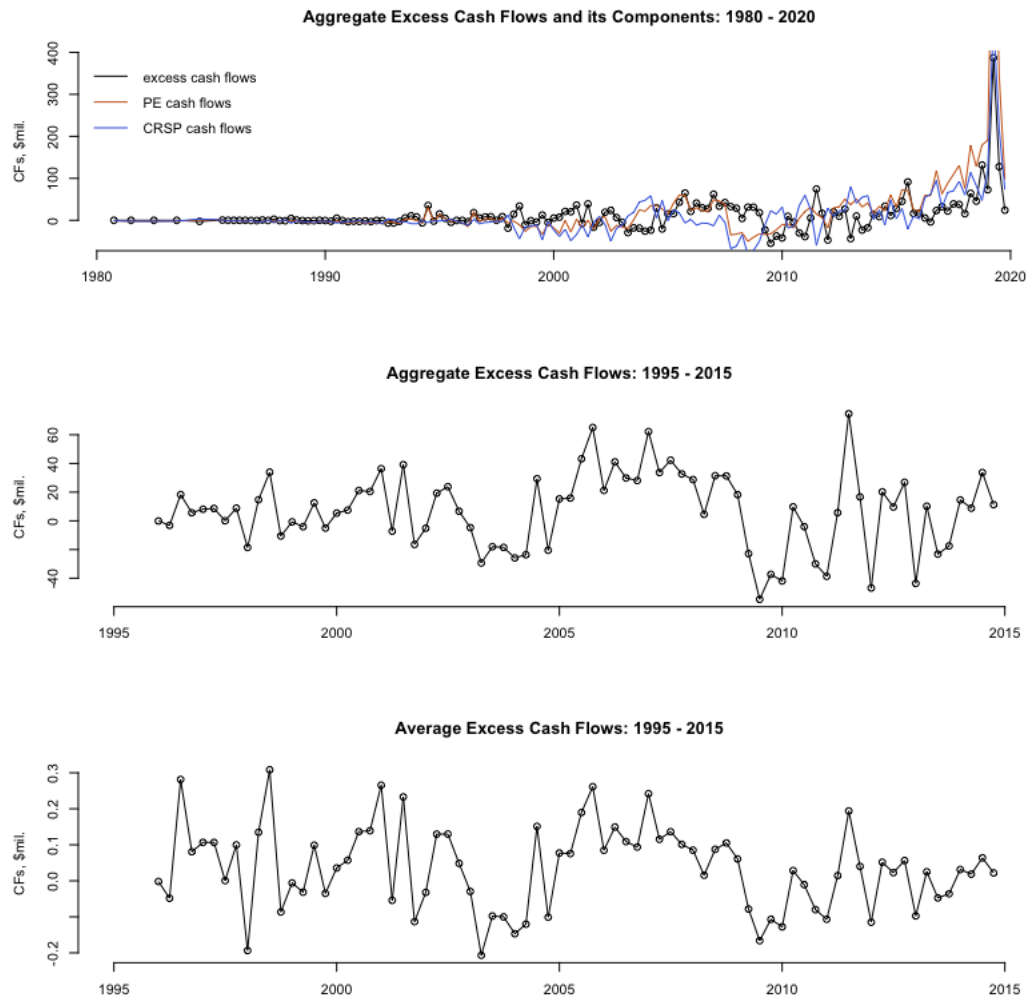 Aggregate Excess Cash Flows and its Components: 1980 - 2020
CFs, $mil.
400
300
200
100
0
excess cash flows
PE cash flows
CRSP cash flows
1980 1990 2000 2010 2020
Aggregate Excess Cash Flows: 1995 - 2015
CFs, $mil.
60
40
20
0
-40
1995 2000 2005 2010 2015
Average Excess Cash Flows: 1995 - 2015
CFs, $mil.
0.3
0.2
0.1
0.0
-0.2
1995 2000 2005 2010 2015